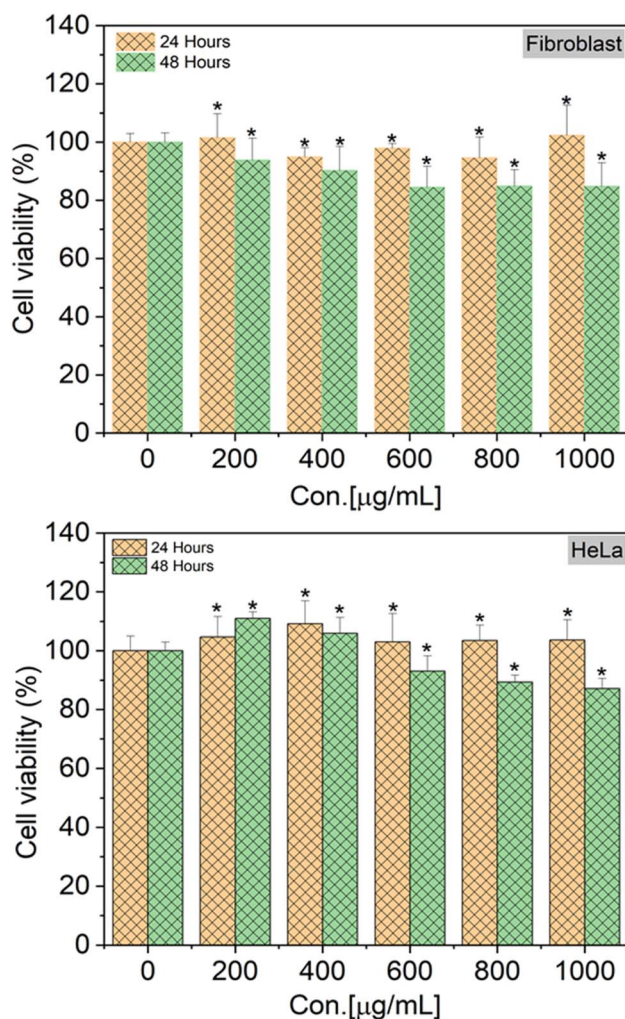 140
120
100
80
60
40
20
0
Cell viability (%)
24 Hours
48 Hours
Fibroblast
* * * * * * * * * *
0 200 400 600 800 1000
Con.[μg/mL]
140
120
100
80
60
40
20
0
Cell viability (%)
24 Hours
48 Hours
HeLa
* * * * * * * * * *
0 200 400 600 800 1000
Con.[μg/mL]